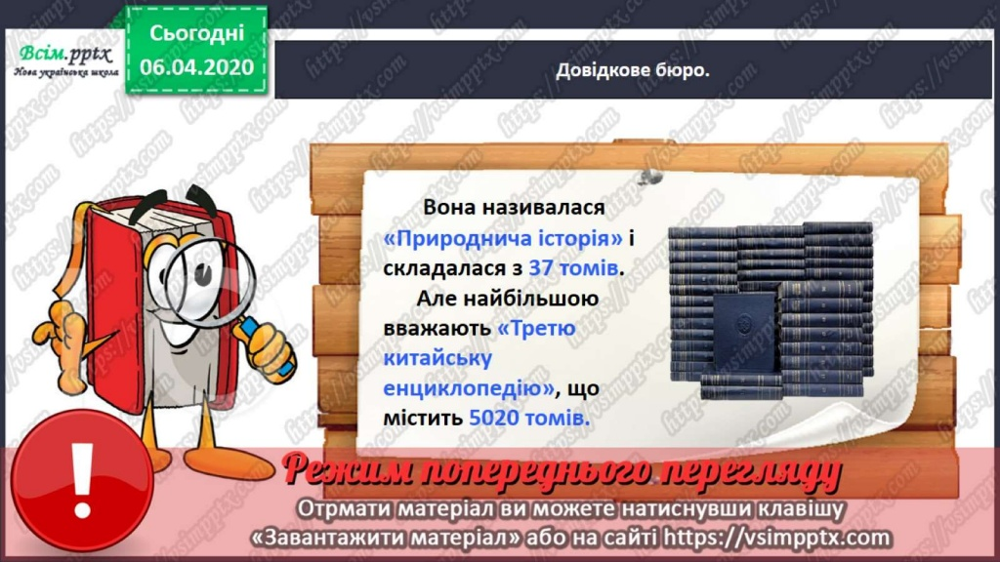 Сьогодні
06.04.2020
Всім.pptx
Нова українська школа
Довідкове бюро.
Вона називалася
«Природнича історія» і
складалася з 37 томів.
Але найбільшою
вважають «Третю
китайську
енциклопедію», що
містить 5020 томів.
Режим попереднього перегляду
Отрмати матеріал ви можете натиснувши клавішу
«Завантажити матеріал» або на сайті https://vsimpptx.com